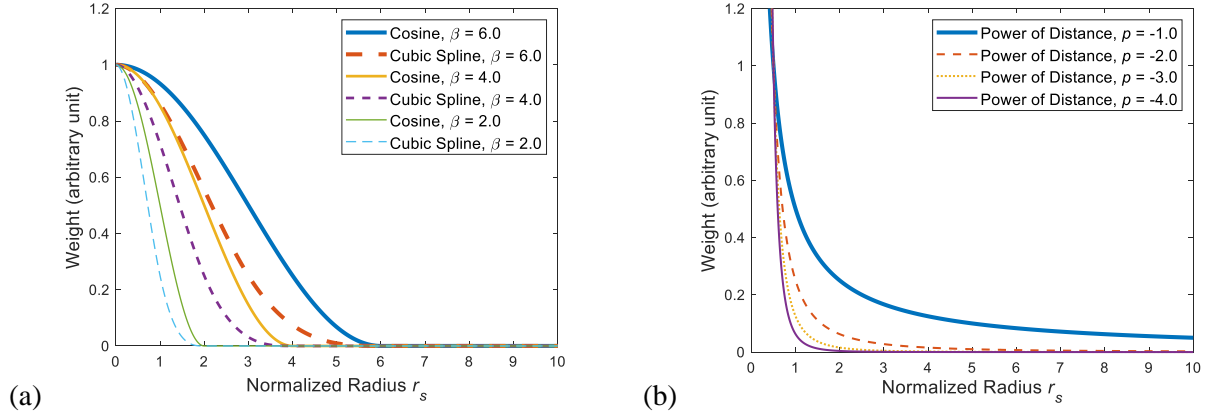 1.2
1
0.8
0.6
0.4
0.2
0
Weight (arbitrary unit)
Cosine, β = 6.0
Cubic Spline, β = 6.0
Cosine, β = 4.0
Cubic Spline, β = 4.0
Cosine, β = 2.0
Cubic Spline, β = 2.0
0 1 2 3 4 5 6 7 8 9 10
Normalized Radius r_s
(a)
1.2
1
0.8
0.6
0.4
0.2
0
Weight (arbitrary unit)
Power of Distance, p = -1.0
Power of Distance, p = -2.0
Power of Distance, p = -3.0
Power of Distance, p = -4.0
0 1 2 3 4 5 6 7 8 9 10
Normalized Radius r_s
(b)